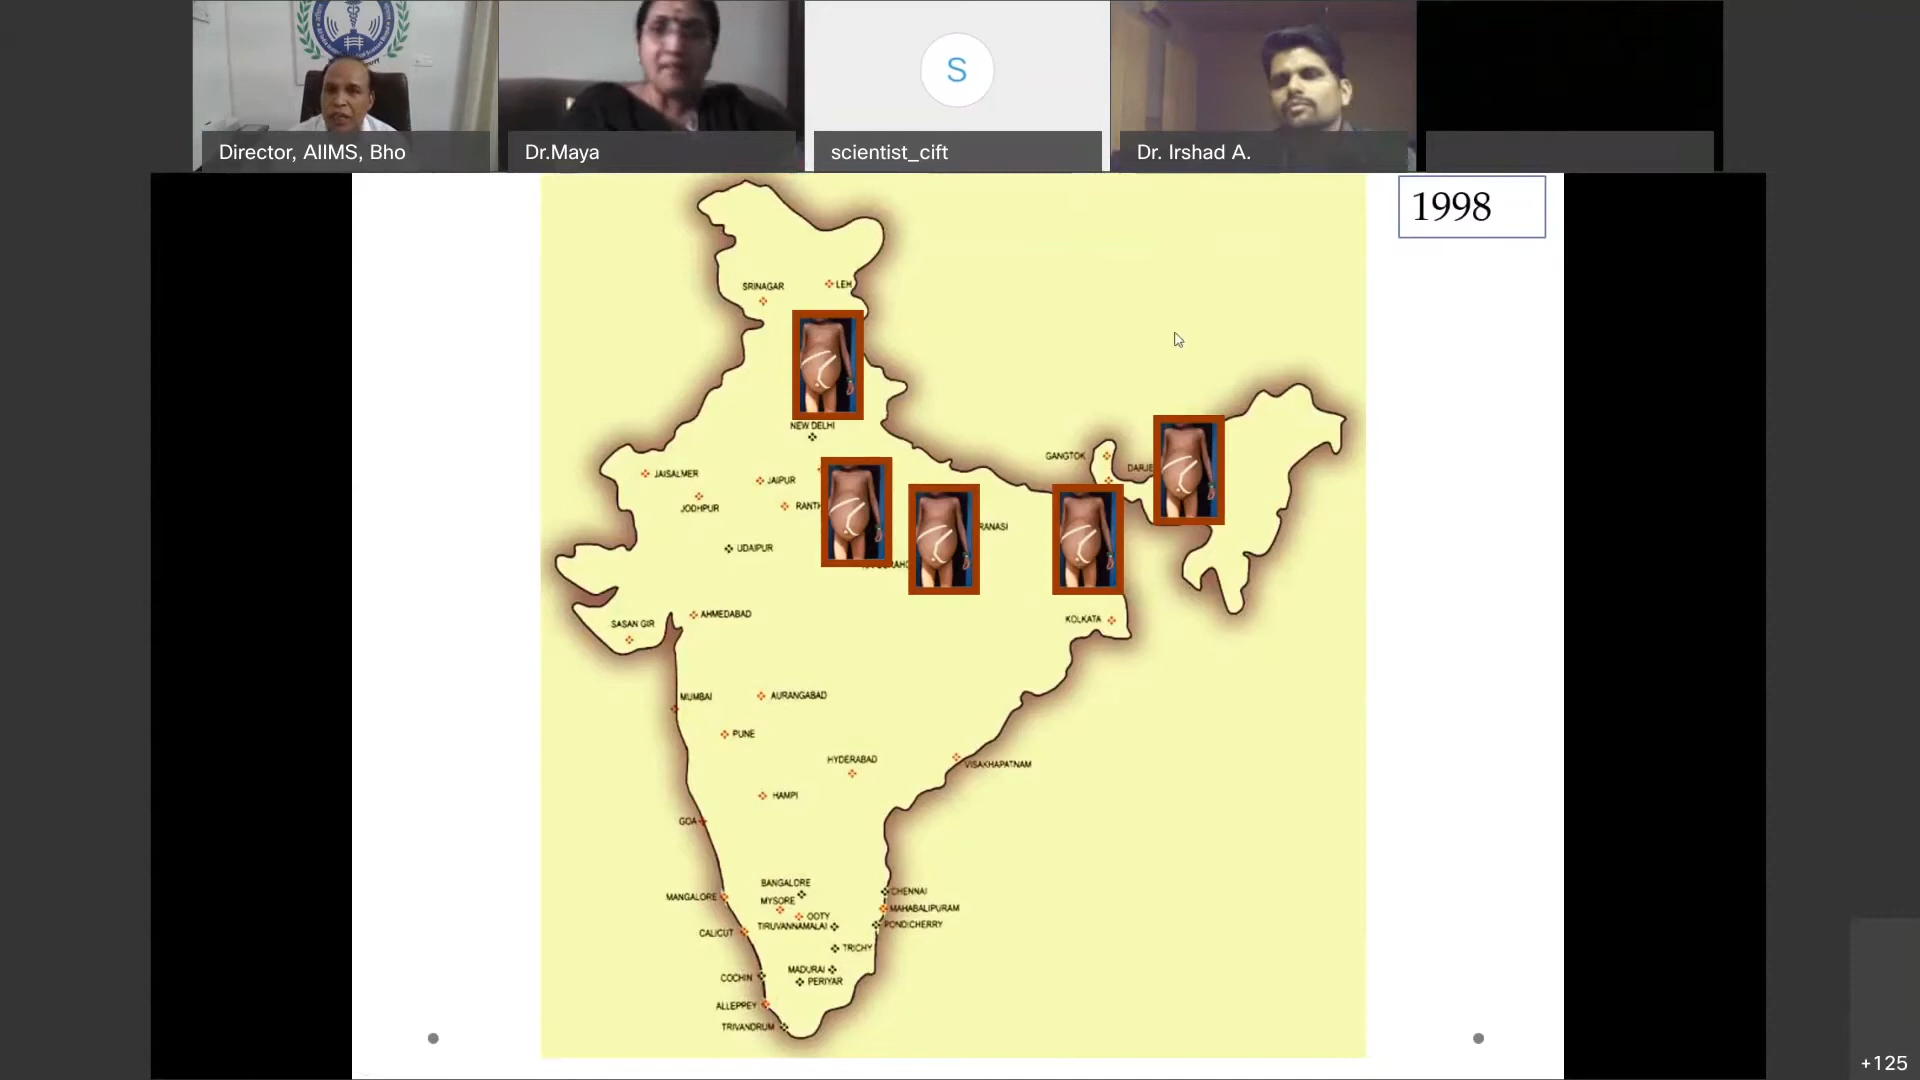 Director, AIIMS, Bho
Dr.Maya
S
scientist_cift
Dr. Irshad A.
1998
SRINAGAR
LEH
NEW DELHI
GANGTOK
DARJE
JAISALMER
JAIPUR
JODHPUR
RANTH
RANASI
UDAIPUR
AHMEDABAD
SASAN GIR
KOLKATA
MUMBAI
AURANGABAD
PUNE
HYDERABAD
VISAKHAPATNAM
HAMPI
GOA
BANGALORE
CHENNAI
MANGALORE
MYSORE
MAHABALIPURAM
OOTY
TIRUVANNAMALAI
PONDICHERRY
CALICUT
TRICHY
MADURAI
COCHIN
PERIYAR
ALLEPPEY
TRIVANDRUM
+125